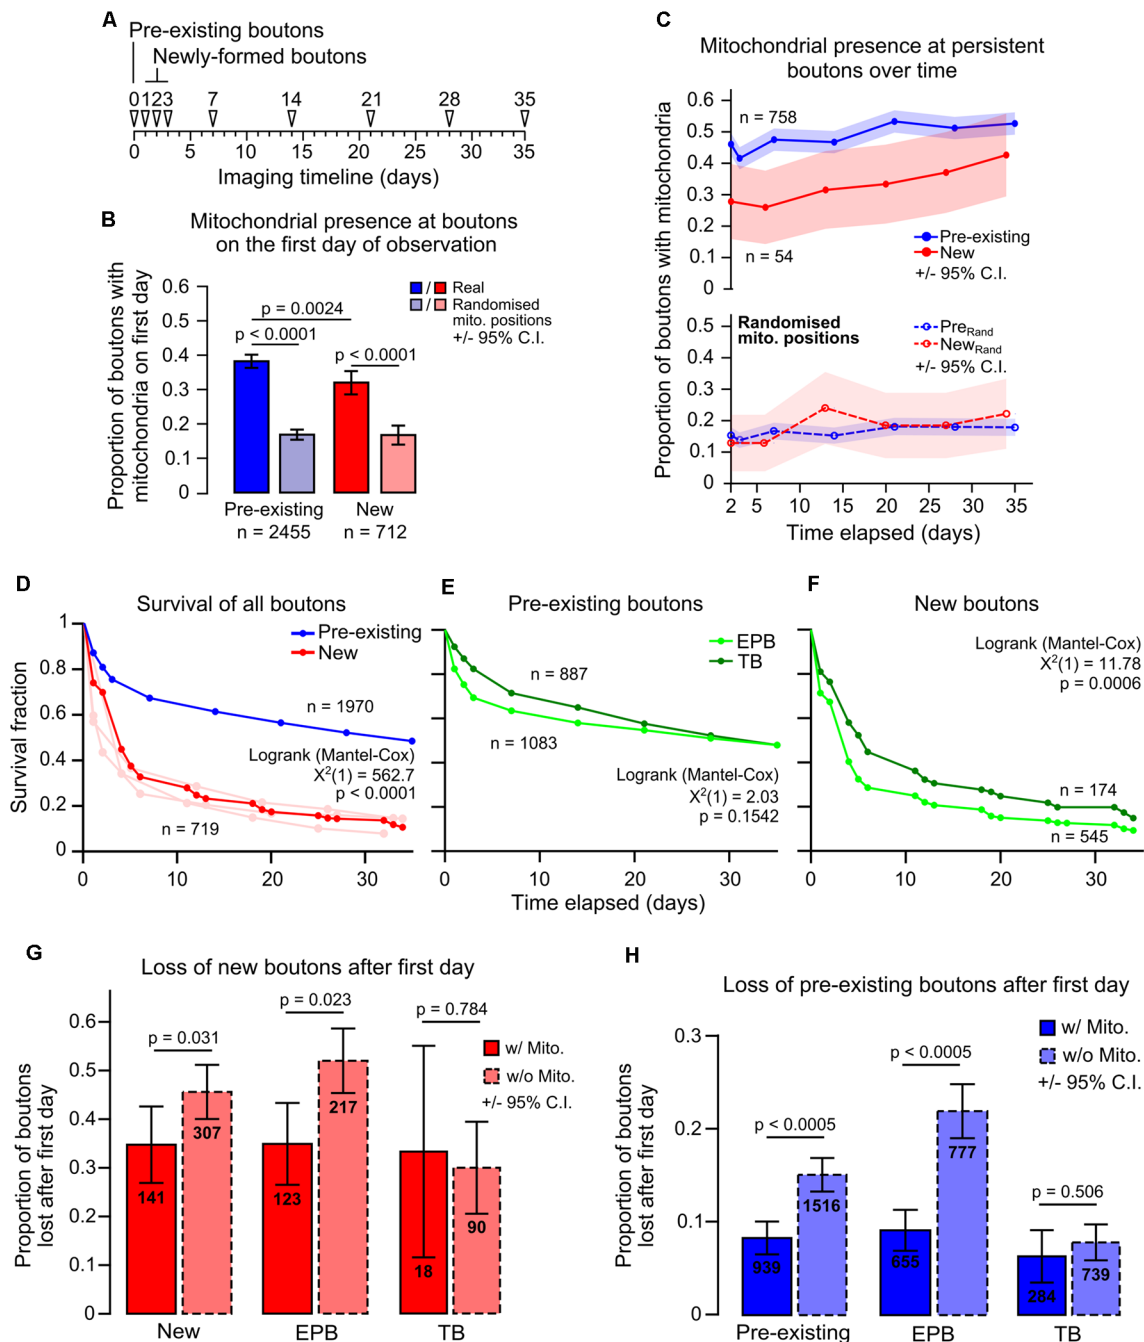 A
Pre-existing boutons
Newly-formed boutons
0 1 2 3 7 14 21 28 35
0 5 10 15 20 25 30 35
Imaging timeline (days)
B
Mitochondrial presence at boutons
on the first day of observation
Proportion of boutons with
mitochondria on first day
0.6
0.5
0.4
0.3
0.2
0.1
0
p = 0.0024
p < 0.0001
p < 0.0001
/ Real
/ Randomised
mito. positions
+/- 95% C.I.
Pre-existing
n = 2455
New
n = 712
C
Mitochondrial presence at persistent
boutons over time
Proportion of boutons with mitochondria
0.6
0.5
0.4
0.3
0.2
0.1
0
n = 758
n = 54
Pre-existing
New
+/- 95% C.I.
0.5
0.4
0.3
0.2
0.1
0
Randomised
mito. positions
Pre Rand
New Rand
+/- 95% C.I.
2 5 10 15 20 25 30 35
Time elapsed (days)
D
Survival of all boutons
Survival fraction
1
0.8
0.6
0.4
0.2
0
Pre-existing
New
n = 1970
Logrank (Mantel-Cox)
X²(1) = 562.7
p < 0.0001
n = 719
0 10 20 30
E
Pre-existing boutons
EPB
TB
n = 887
n = 1083
Logrank (Mantel-Cox)
X²(1) = 2.03
p = 0.1542
0 10 20 30
Time elapsed (days)
F
New boutons
Logrank (Mantel-Cox)
X²(1) = 11.78
p = 0.0006
n = 174
n = 545
0 10 20 30
G
Loss of new boutons after first day
Proportion of boutons
lost after first day
0.6
0.5
0.4
0.3
0.2
0.1
0
p = 0.031
p = 0.023
p = 0.784
w/ Mito.
w/o Mito.
+/- 95% C.I.
141
307
123
217
18
90
New
EPB
TB
H
Loss of pre-existing boutons after first day
Proportion of boutons
lost after first day
0.3
0.2
0.1
0
p < 0.0005
p < 0.0005
p = 0.506
w/ Mito.
w/o Mito.
+/- 95% C.I.
939
1516
655
777
284
739
Pre-existing
EPB
TB